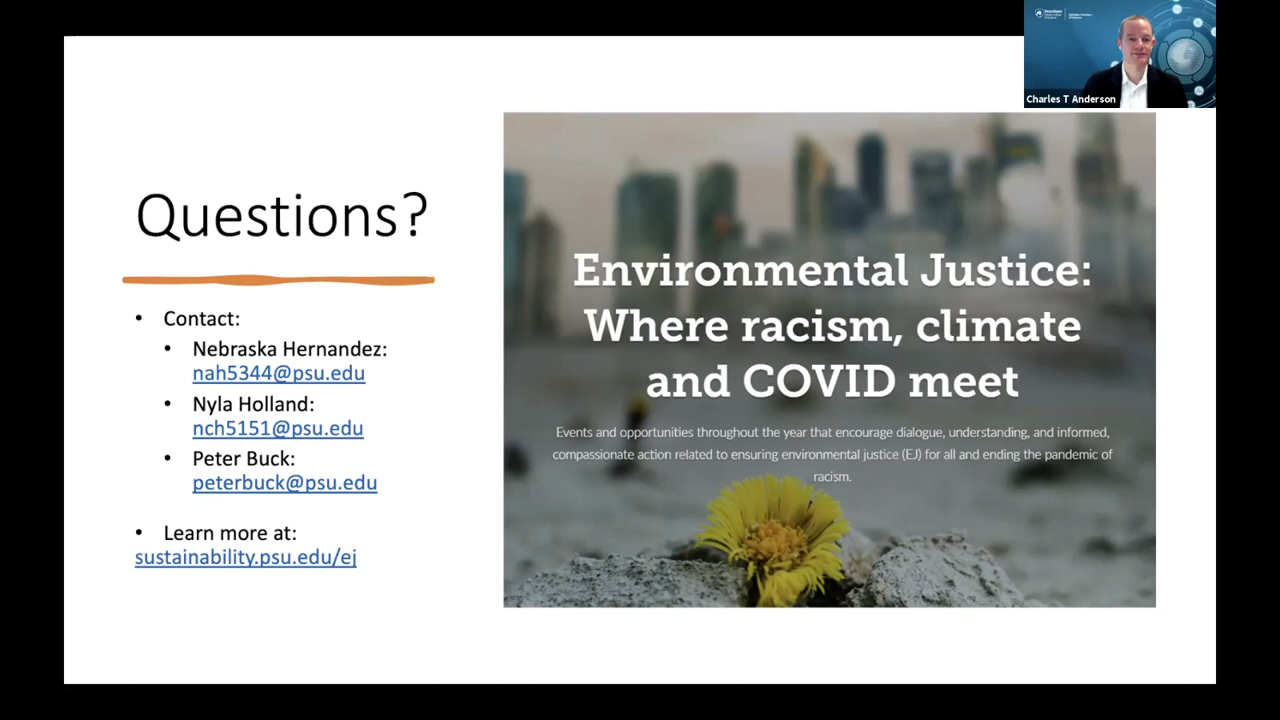 Questions?
• Contact:
• Nebraska Hernandez:
nah5344@psu.edu
• Nyla Holland:
nch5151@psu.edu
• Peter Buck:
peterbuck@psu.edu
• Learn more at:
sustainability.psu.edu/ej
Environmental Justice:
Where racism, climate
and COVID meet
Events and opportunities throughout the year that encourage dialogue, understanding, and informed,
compassionate action related to ensuring environmental justice (EJ) for all and ending the pandemic of
racism.
Charles T Anderson